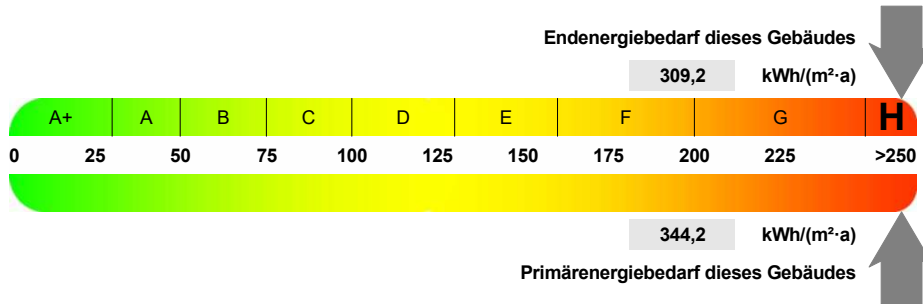 Endenergiebedarf dieses Gebäudes
309,2 kWh/(m²·a)
A+ A B C D E F G H
0 25 50 75 100 125 150 175 200 225 >250
344,2 kWh/(m²·a)
Primärenergiebedarf dieses Gebäudes